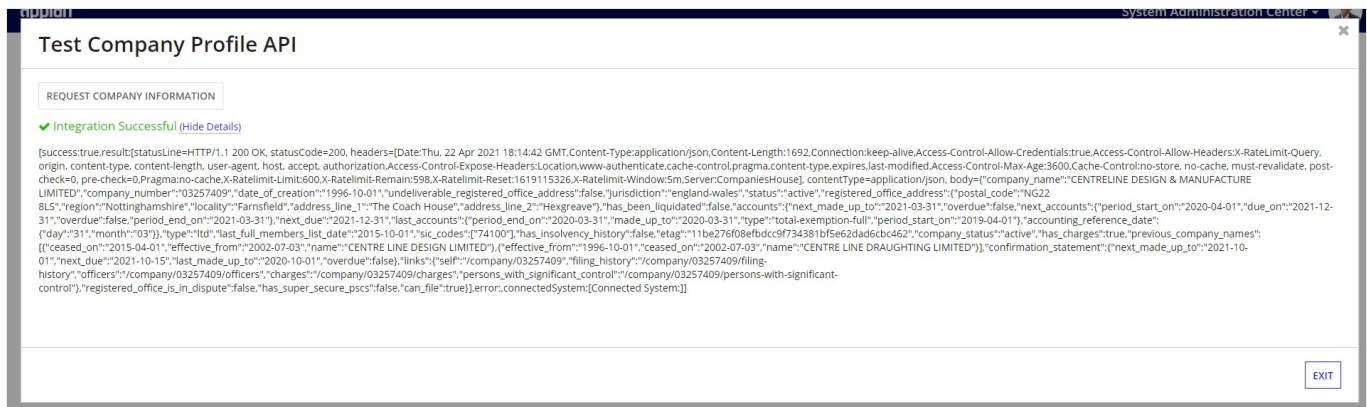 appian
System Administration Center
Test Company Profile API
REQUEST COMPANY INFORMATION
✔ Integration Successful (Hide Details)
[success:true,result:[statusLine=HTTP/1.1 200 OK, statusCode=200, headers=[Date:Thu, 22 Apr 2021 18:14:42 GMT,Content-Type:application/json,Content-Length:1692,Connection:keep-alive,Access-Control-Allow-Credentials:true,Access-Control-Allow-Headers:X-RateLimit-Query,
origin, content-type, content-length, user-agent, host, accept, authorization,Access-Control-Expose-Headers:Location,www-authenticate,cache-control,pragma,content-type,expires,last-modified,Access-Control-Max-Age:3600,Cache-Control:no-store, no-cache, must-revalidate, post-
check=0, pre-check=0,Pragma:no-cache,X-Ratelimit-Limit:600,X-Ratelimit-Remain:598,X-Ratelimit-Reset:1619115326,X-Ratelimit-Window:5m,Server:CompaniesHouse], contentType=application/json, body={"company_name":"CENTRELINE DESIGN & MANUFACTURE
LIMITED","company_number":"03257409","date_of_creation":"1996-10-01","undeliverable_registered_office_address":false,"jurisdiction":"england-wales","status":"active","registered_office_address":{"postal_code":"NG22
8LS","region":"Nottinghamshire","locality":"Farnsfield","address_line_1":"The Coach House","address_line_2":"Hexgreave"},"has_been_liquidated":false,"accounts":{"next_made_up_to":"2021-03-31","overdue":false,"next_accounts":{"period_start_on":"2020-04-01","due_on":"2021-12-
31","overdue":false,"period_end_on":"2021-03-31"},"next_due":"2021-12-31","last_accounts":{"period_end_on":"2020-03-31","made_up_to":"2020-03-31","type":"total-exemption-full","period_start_on":"2019-04-01"},"accounting_reference_date":
{"day":"31","month":"03"}},"type":"ltd","last_full_members_list_date":"2015-10-01","sic_codes":["74100"],"has_insolvency_history":false,"etag":"11be276f08efbdcc9f734381bf5e62dad6cbc462","company_status":"active","has_charges":true,"previous_company_names":
[{"ceased_on":"2015-04-01","effective_from":"2002-07-03","name":"CENTRE LINE DESIGN LIMITED"},{"effective_from":"1996-10-01","ceased_on":"2002-07-03","name":"CENTRE LINE DRAUGHTING LIMITED"}],"confirmation_statement":{"next_made_up_to":"2021-10-
01","next_due":"2021-10-15","last_made_up_to":"2020-10-01","overdue":false},"links":{"self":"/company/03257409","filing_history":"/company/03257409/filing-
history","officers":"/company/03257409/officers","charges":"/company/03257409/charges","persons_with_significant_control":"/company/03257409/persons-with-significant-
control"},"registered_office_is_in_dispute":false,"has_super_secure_pscs":false,"can_file":true}],error:,connectedSystem:[Connected System:]]
EXIT